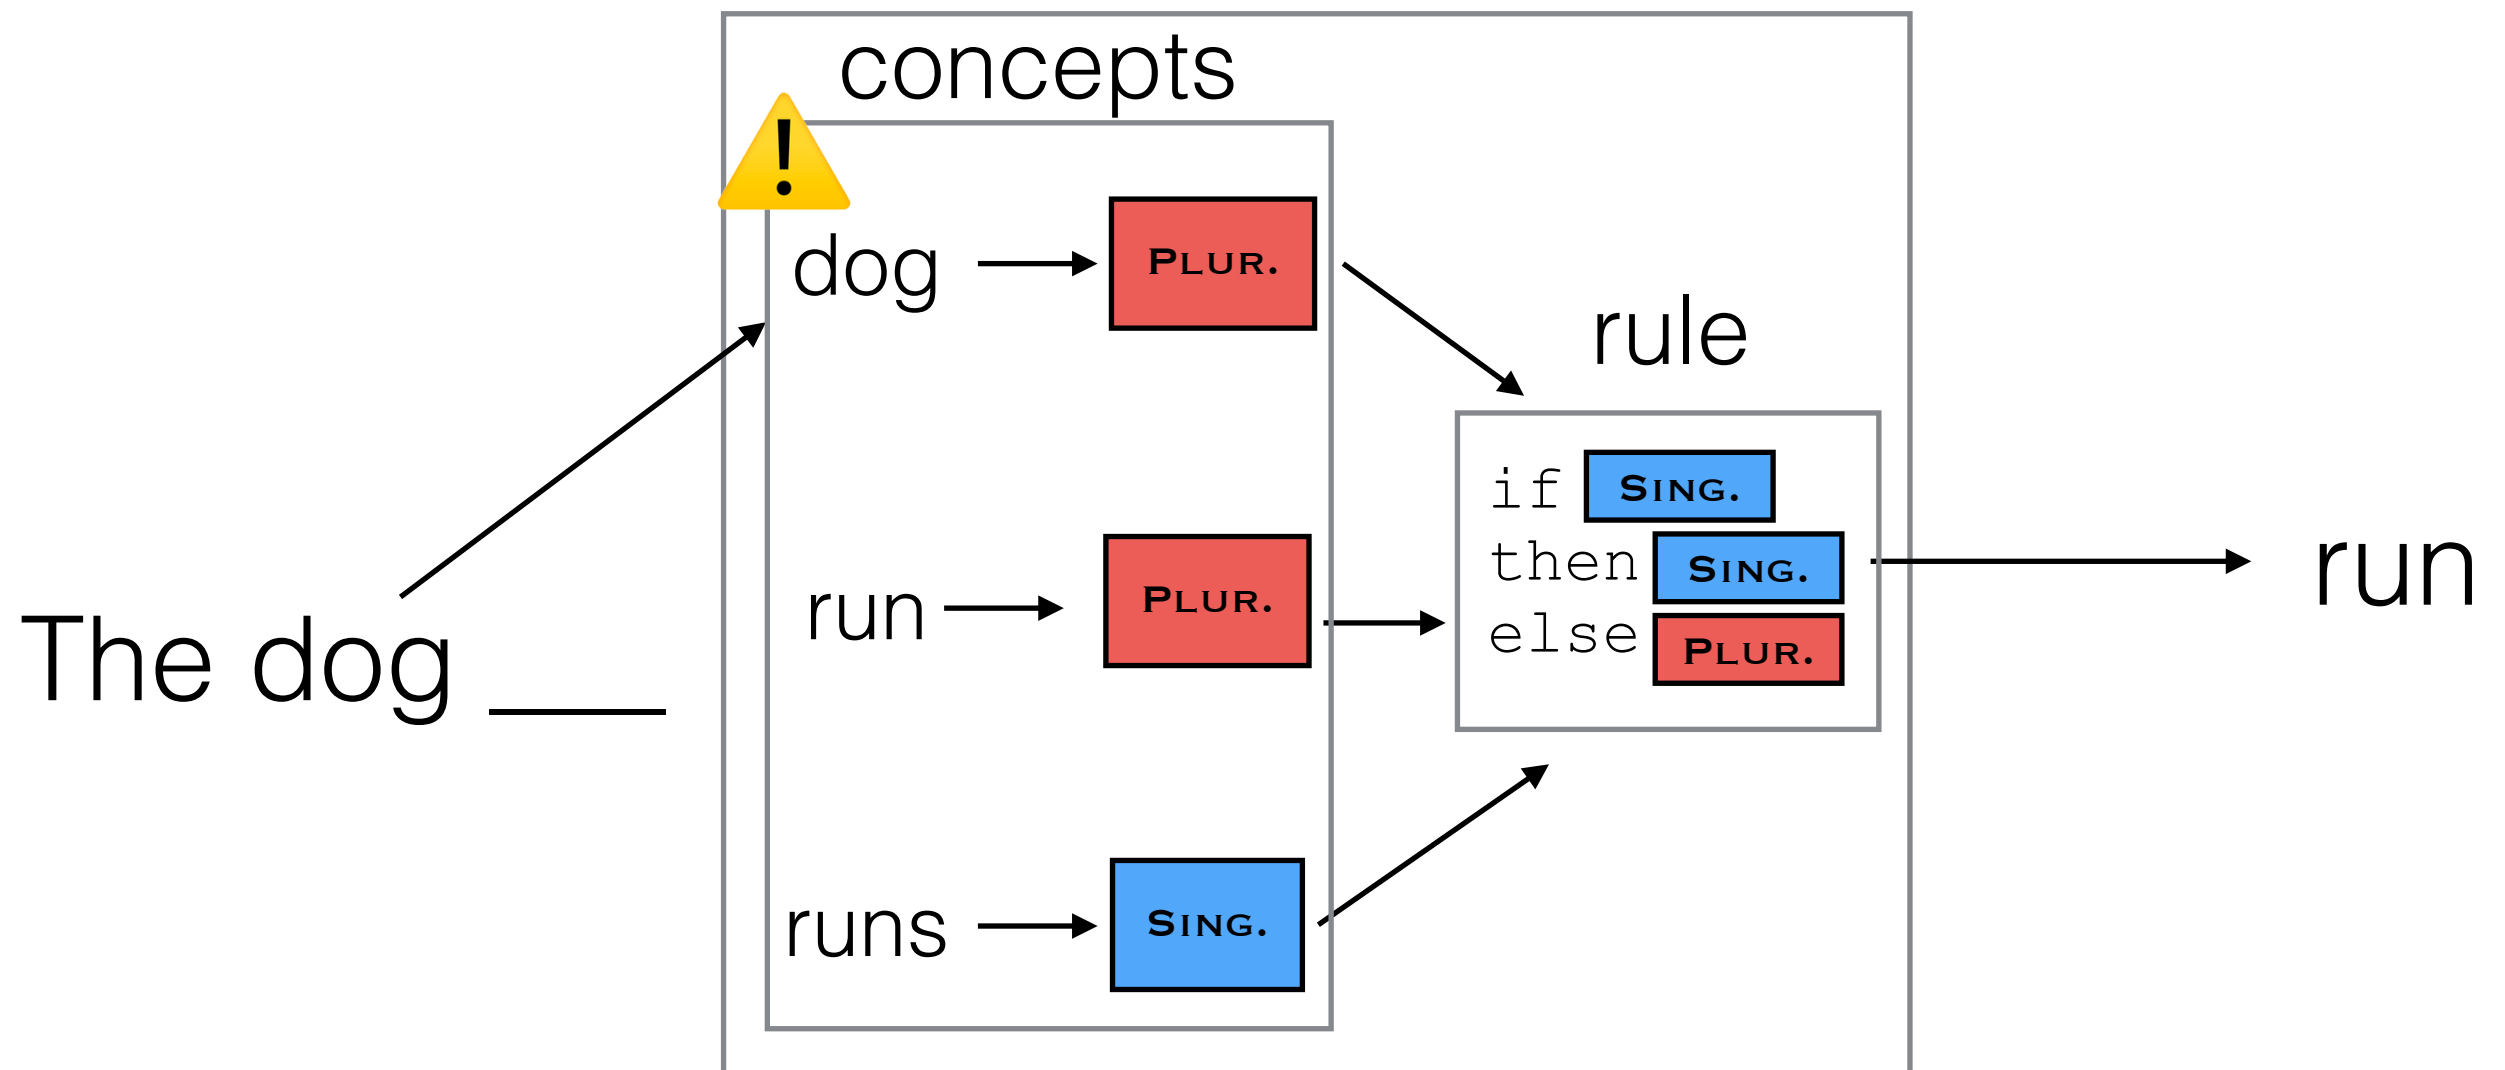 concepts
dog
PLUR.
rule
if SING.
then SING.
else PLUR.
run
PLUR.
run
The dog ___
runs
SING.